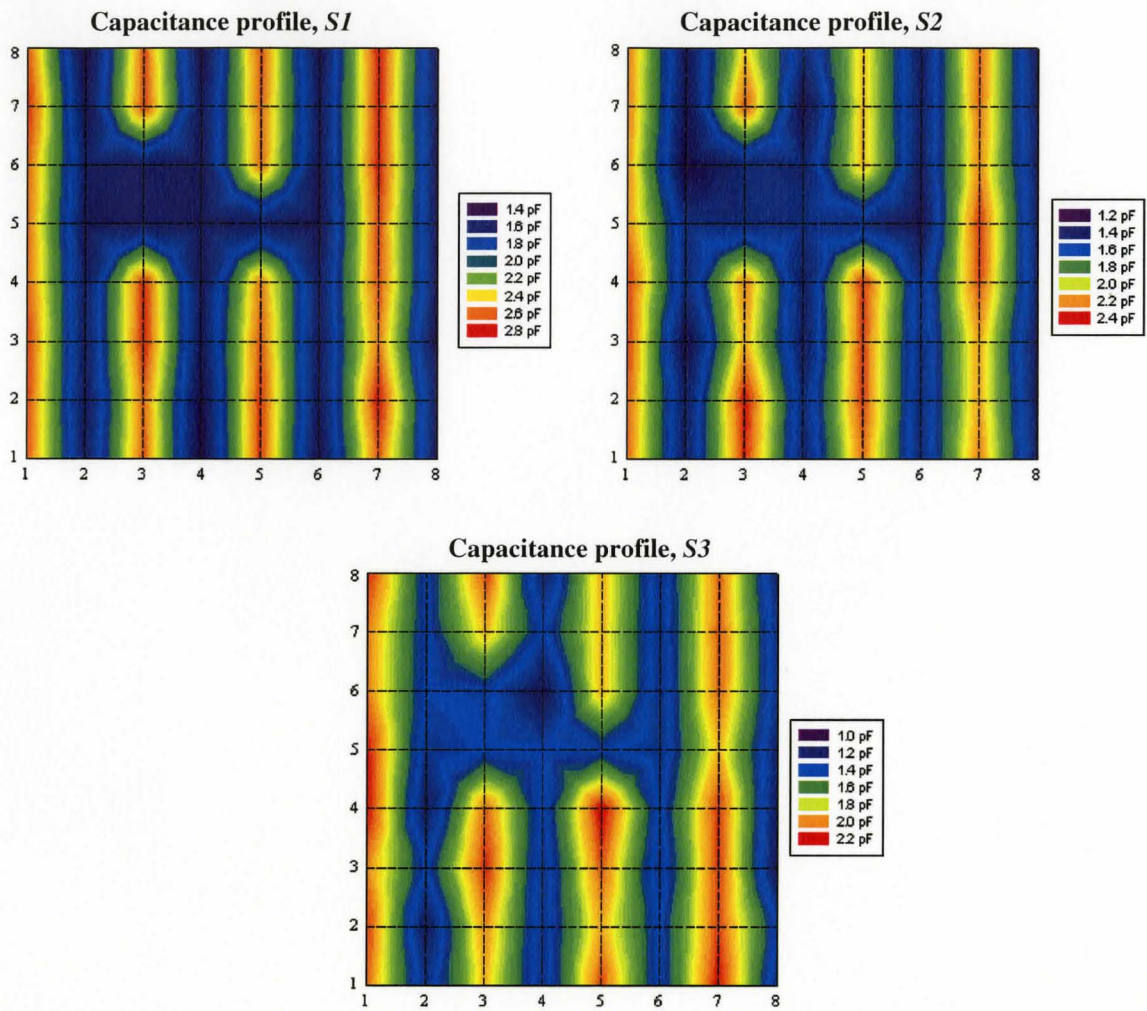 Capacitance profile, S1
8
7
6
5
4
3
2
1
1 2 3 4 5 6 7 8
1.4 pF
1.6 pF
1.8 pF
2.0 pF
2.2 pF
2.4 pF
2.6 pF
2.8 pF
Capacitance profile, S2
8
7
6
5
4
3
2
1
1 2 3 4 5 6 7 8
1.2 pF
1.4 pF
1.6 pF
1.8 pF
2.0 pF
2.2 pF
2.4 pF
Capacitance profile, S3
8
7
6
5
4
3
2
1
1 2 3 4 5 6 7 8
1.0 pF
1.2 pF
1.4 pF
1.6 pF
1.8 pF
2.0 pF
2.2 pF